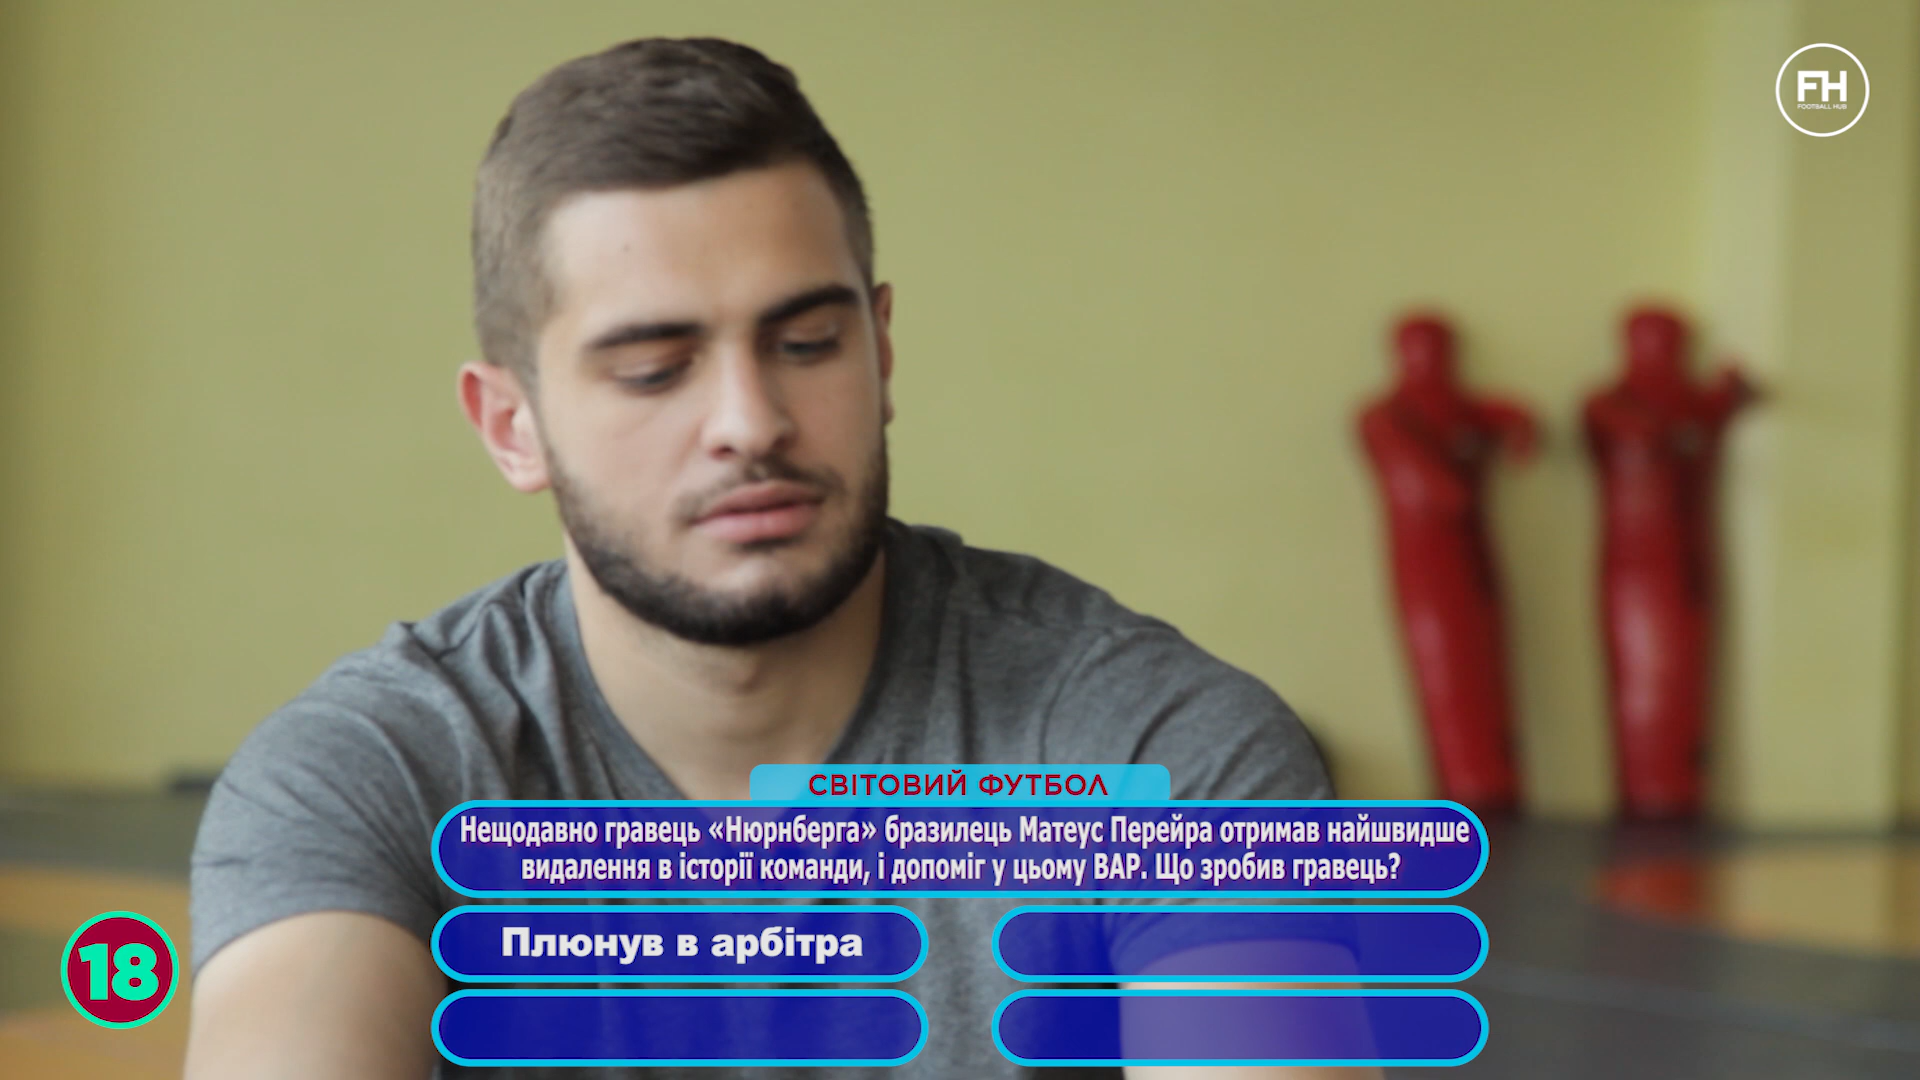 FH
FOOTBALL HUB
СВІТОВИЙ ФУТБОЛ
Нещодавно гравець «Нюрнберга» бразилець Матеус Перейра отримав найшвидше
видалення в історії команди, і допоміг у цьому ВАР. Що зробив гравець?
Плюнув в арбітра
18